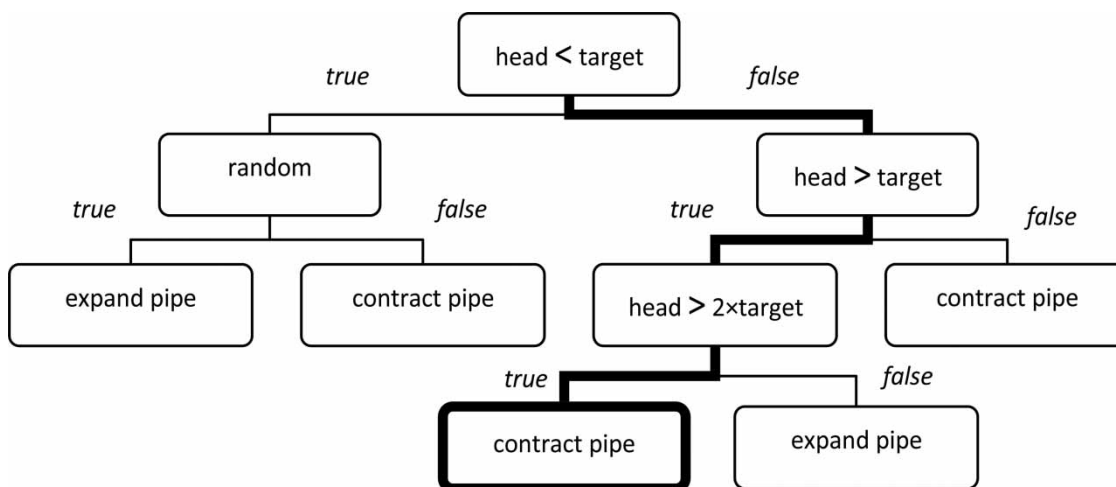 head < target
true
false
random
head > target
true
false
true
false
expand pipe
contract pipe
head > 2×target
contract pipe
true
false
contract pipe
expand pipe